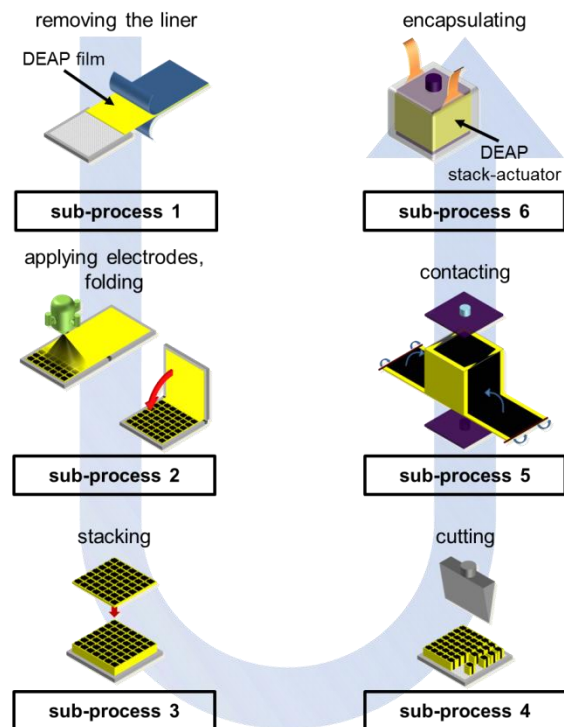 removing the liner
DEAP film
sub-process 1
applying electrodes,
folding
sub-process 2
stacking
sub-process 3
cutting
sub-process 4
contacting
sub-process 5
encapsulating
DEAP
stack-actuator
sub-process 6